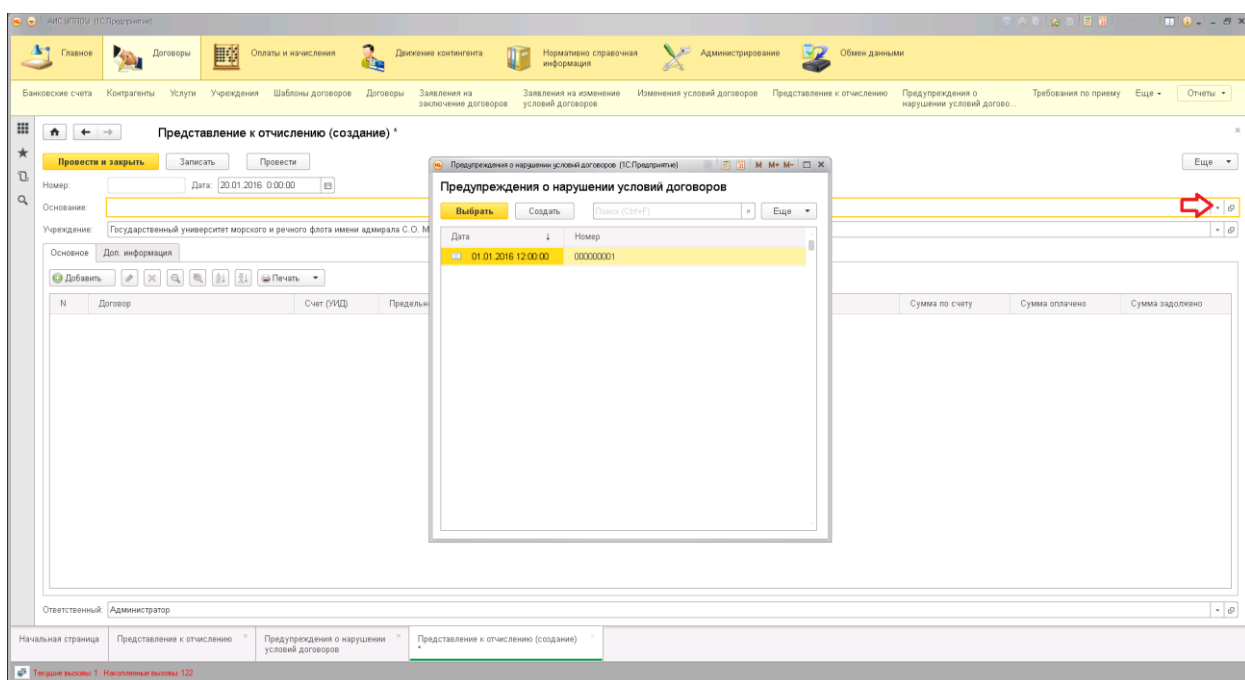 АИС УППОУ (1С:Предприятие)
Главное
Договоры
Оплаты и начисления
Движение контингента
Нормативно справочная
информация
Администрирование
Обмен данными
Банковские счета
Контрагенты
Услуги
Учреждения
Шаблоны договоров
Договоры
Заявления на
заключение договоров
Заявления на изменение
условий договоров
Изменения условий договоров
Представление к отчислению
Предупреждения о
нарушении условий догово...
Требования по приему
Еще
Отчеты
Представление к отчислению (создание) *
Провести и закрыть
Записать
Провести
Еще
Номер:
Дата: 20.01.2016 0:00:00
Основание:
Учреждение: Государственный университет морского и речного флота имени адмирала С.О. М
Основное
Доп. информация
Добавить
Печать
N
Договор
Счет (УИД)
Предельн
Сумма по счету
Сумма оплачено
Сумма задолжено
Предупреждения о нарушении условий договоров (1С:Предприятие)
M M+ M-
Предупреждения о нарушении условий договоров
Выбрать
Создать
Поиск (Ctrl+F)
Еще
Дата
Номер
01.01.2016 12:00:00
000000001
Ответственный: Администратор
Начальная страница
Представление к отчислению
Предупреждения о нарушении
условий договоров
Представление к отчислению (создание)
*
Текущие вызовы: 1 Накопленные вызовы: 122